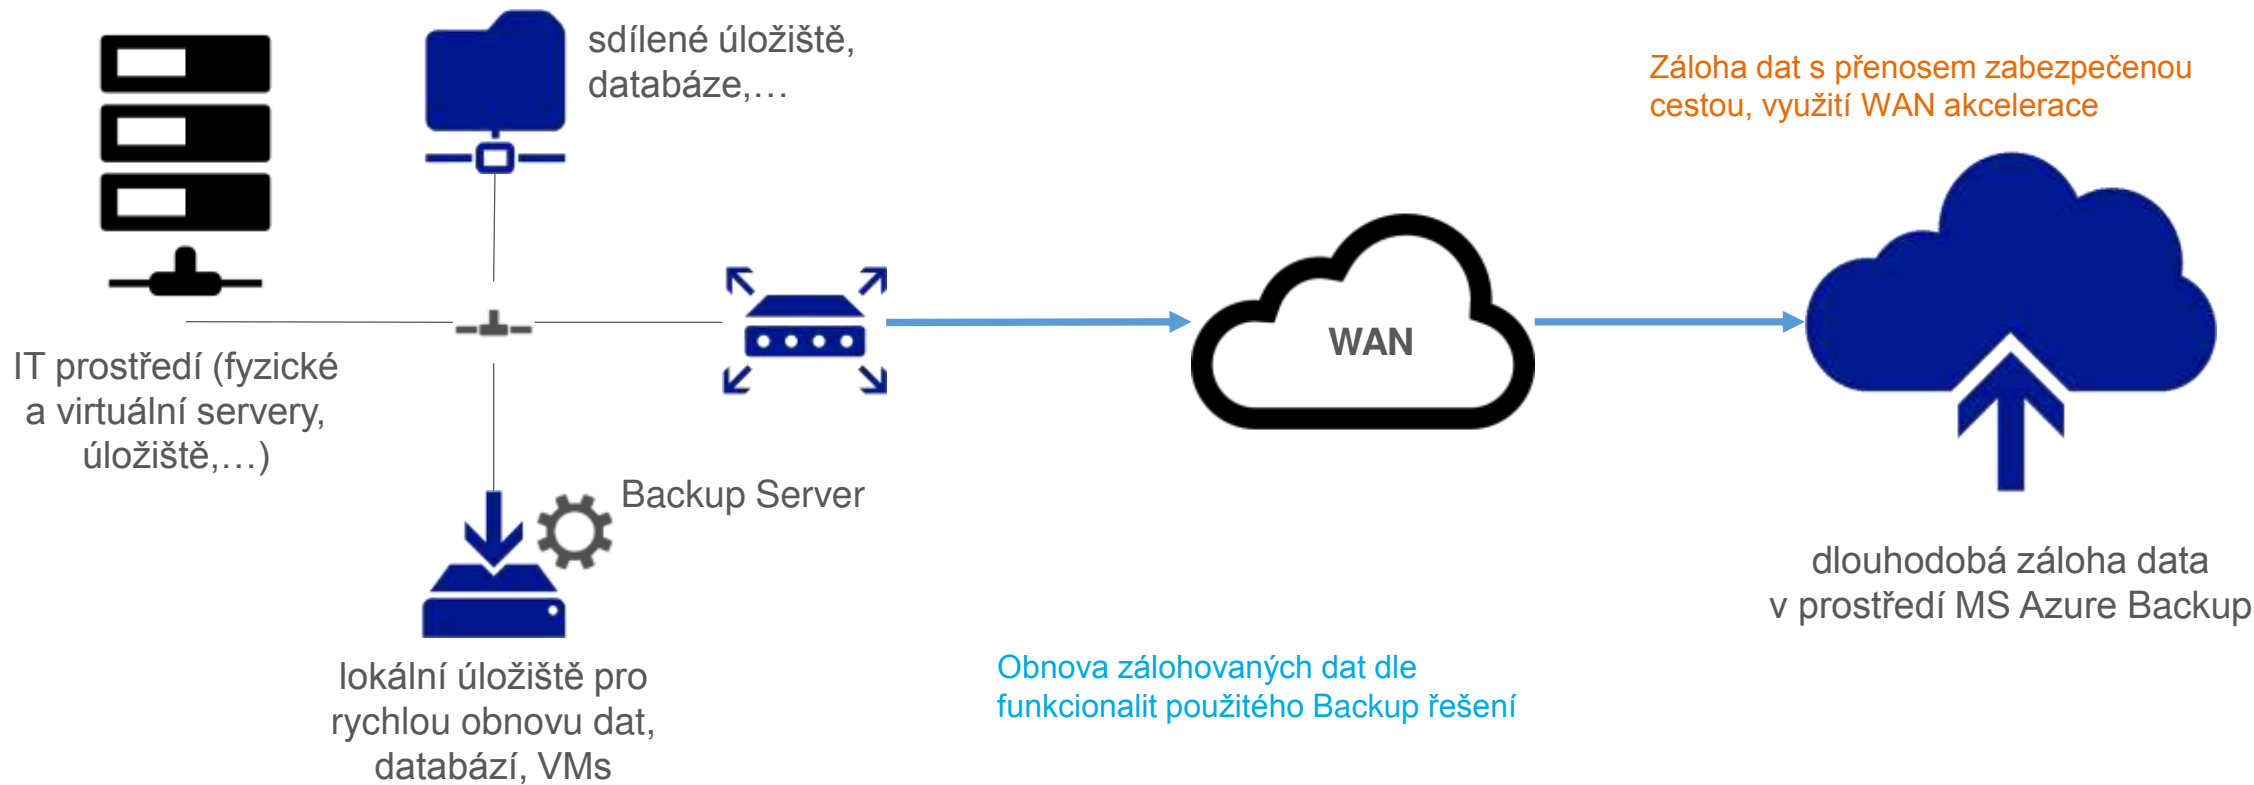 sdílené úložiště,
databáze,…
Záloha dat s přenosem zabezpečenou
cestou, využití WAN akcelerace
WAN
IT prostředí (fyzické
a virtuální servery,
úložiště,…)
Backup Server
dlouhodobá záloha data
v prostředí MS Azure Backup
lokální úložiště pro
rychlou obnovu dat,
databází, VMs
Obnova zálohovaných dat dle
funkcionalit použitého Backup řešení